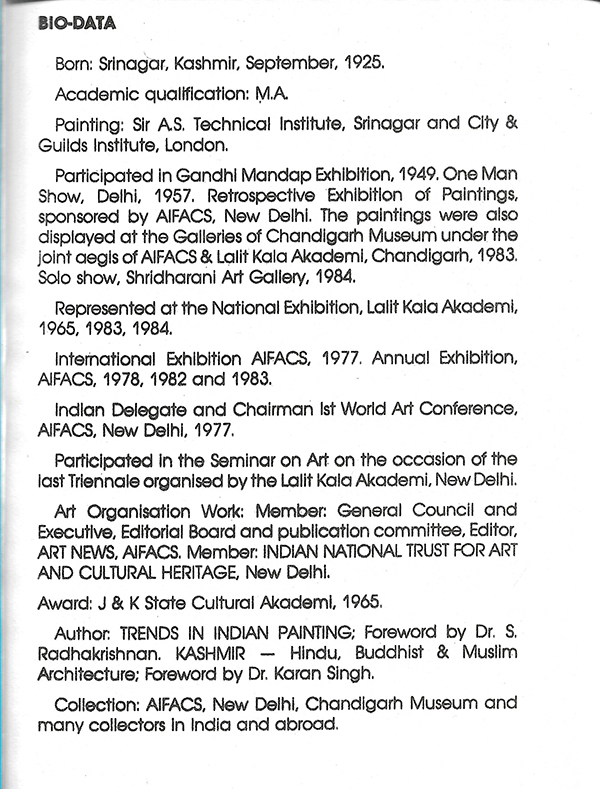 BIO-DATA
Born: Srinagar, Kashmir, September, 1925.
Academic qualification: M.A.
Painting: Sir A.S. Technical Institute, Srinagar and City &
Guilds Institute, London.
Participated in Gandhi Mandap Exhibition, 1949. One Man
Show, Delhi, 1957. Retrospective Exhibition of Paintings,
sponsored by AIFACS, New Delhi. The paintings were also
displayed at the Galleries of Chandigarh Museum under the
joint aegis of AIFACS & Lalit Kala Akademi, Chandigarh, 1983.
Solo show, Shridharani Art Gallery, 1984.
Represented at the National Exhibition, Lalit Kala Akademi,
1965, 1983, 1984.
International Exhibition AIFACS, 1977. Annual Exhibition,
AIFACS, 1978, 1982 and 1983.
Indian Delegate and Chairman Ist World Art Conference,
AIFACS, New Delhi, 1977.
Participated in the Seminar on Art on the occasion of the
last Triennale organised by the Lalit Kala Akademi, New Delhi.
Art Organisation Work: Member: General Council and
Executive, Editorial Board and publication committee, Editor,
ART NEWS, AIFACS. Member: INDIAN NATIONAL TRUST FOR ART
AND CULTURAL HERITAGE, New Delhi.
Award: J & K State Cultural Akademi, 1965.
Author: TRENDS IN INDIAN PAINTING; Foreword by Dr. S.
Radhakrishnan. KASHMIR — Hindu, Buddhist & Muslim
Architecture; Foreword by Dr. Karan Singh.
Collection: AIFACS, New Delhi, Chandigarh Museum and
many collectors in India and abroad.